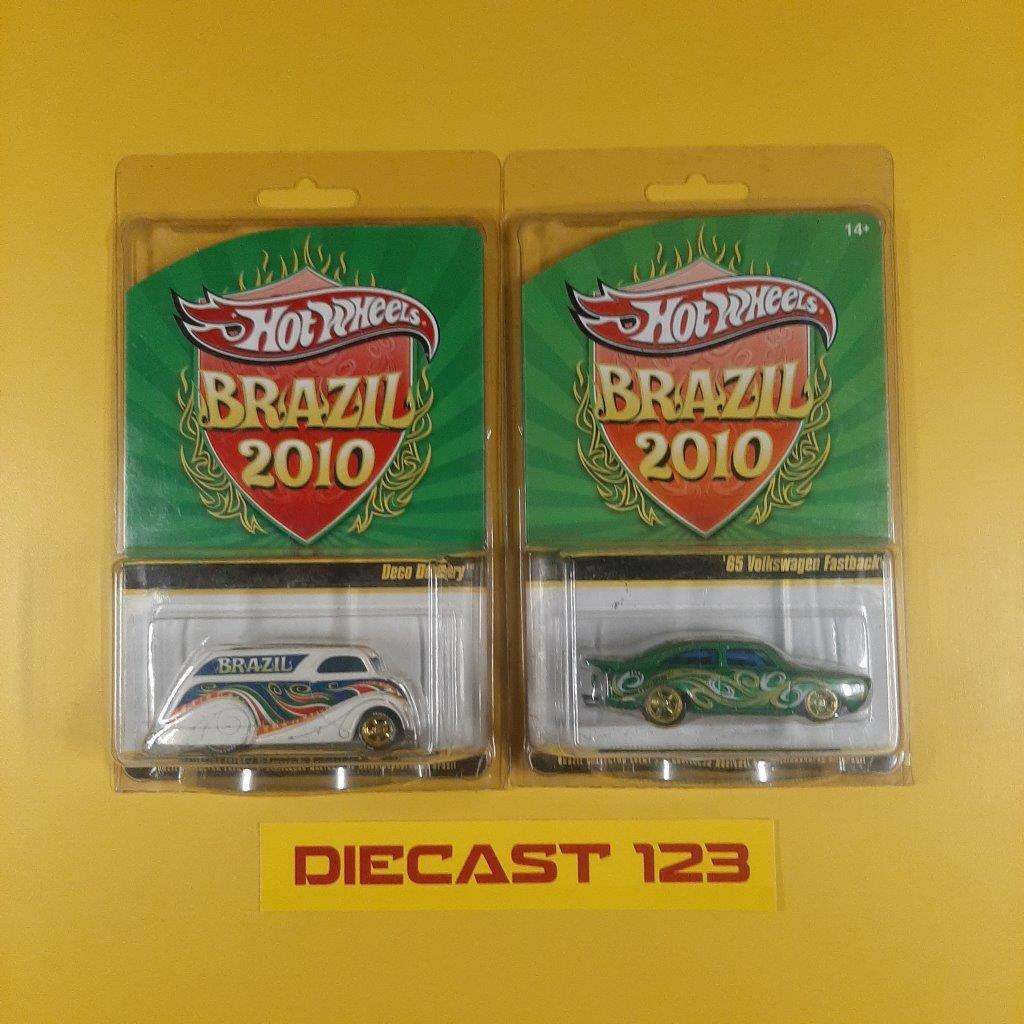 HOT WHEELS
BRAZIL
2010
Deco Delivery
BRAZIL
14+
HOT WHEELS
BRAZIL
2010
'65 Volkswagen Fastback
DIECAST 123